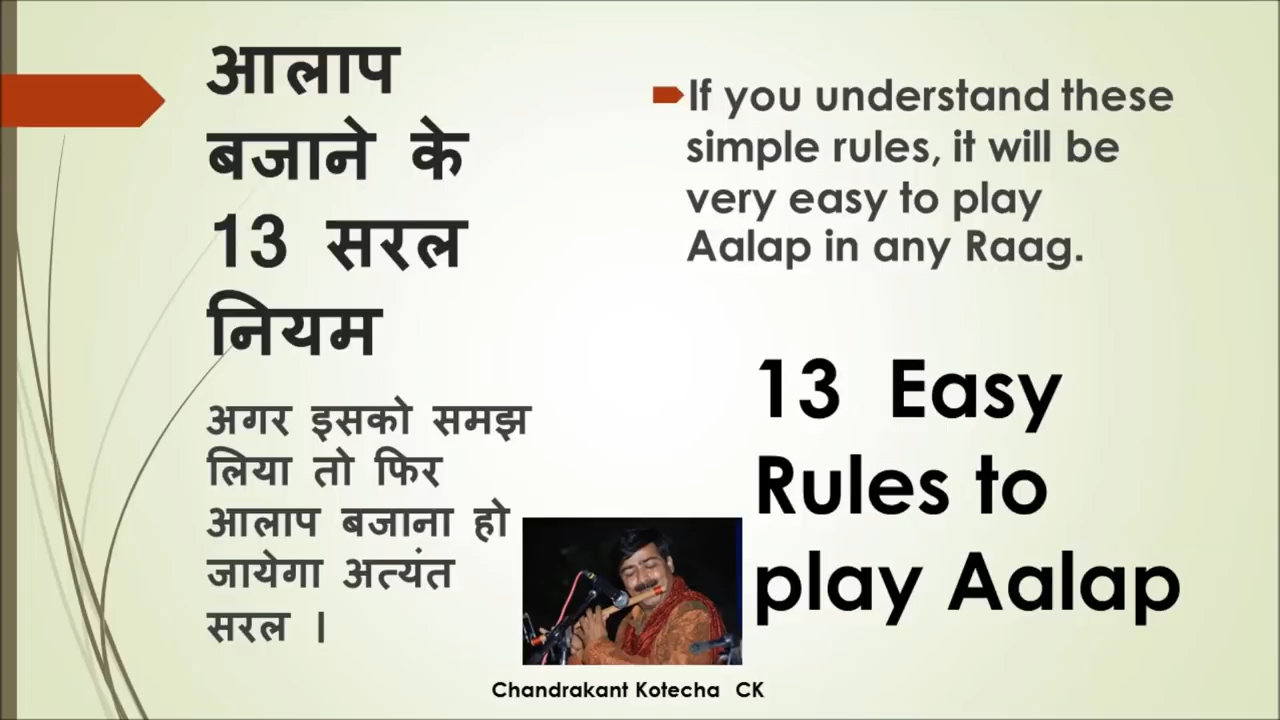 आलाप
बजाने के
13 सरल
नियम
अगर इसको समझ
लिया तो फिर
आलाप बजाना हो
जायेगा अत्यंत
सरल ।
If you understand these
simple rules, it will be
very easy to play
Aalap in any Raag.
13 Easy
Rules to
play Aalap
Chandrakant Kotecha CK